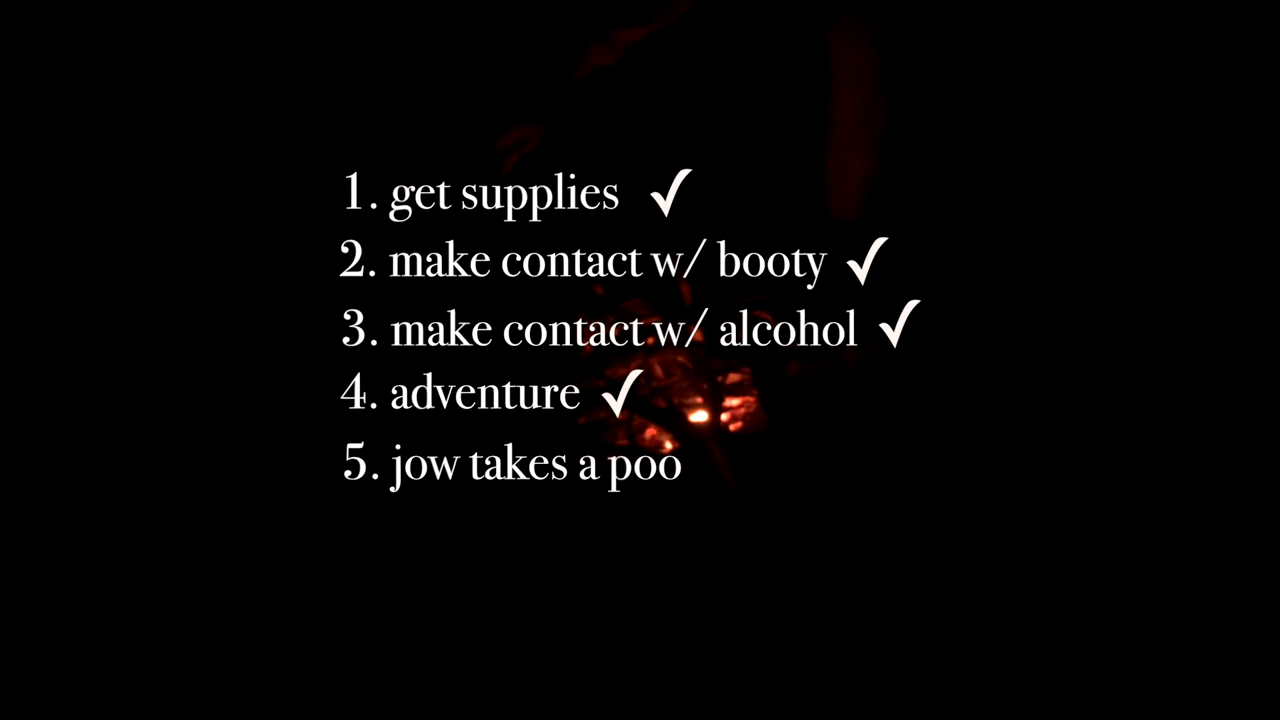 1. get supplies ✓
2. make contact w/ booty ✓
3. make contact w/ alcohol ✓
4. adventure ✓
5. jow takes a poo